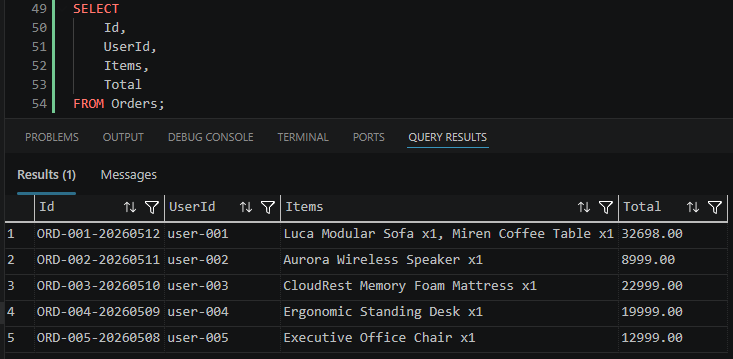 49 SELECT
50 Id,
51 UserId,
52 Items,
53 Total
54 FROM Orders;
PROBLEMS OUTPUT DEBUG CONSOLE TERMINAL PORTS QUERY RESULTS
Results (1) Messages
Id UserId Items Total
1 ORD-001-20260512 user-001 Luca Modular Sofa x1, Miren Coffee Table x1 32698.00
2 ORD-002-20260511 user-002 Aurora Wireless Speaker x1 8999.00
3 ORD-003-20260510 user-003 CloudRest Memory Foam Mattress x1 22999.00
4 ORD-004-20260509 user-004 Ergonomic Standing Desk x1 19999.00
5 ORD-005-20260508 user-005 Executive Office Chair x1 12999.00